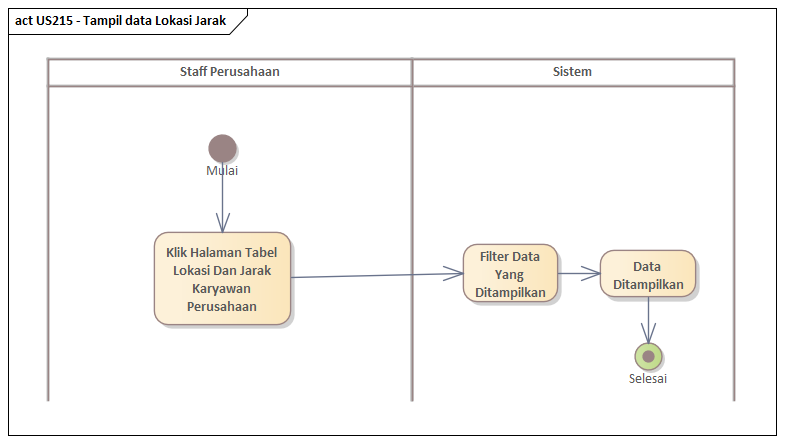 act US215 - Tampil data Lokasi Jarak
Staff Perusahaan
Sistem
Mulai
Klik Halaman Tabel
Lokasi Dan Jarak
Karyawan
Perusahaan
Filter Data
Yang
Ditampilkan
Data
Ditampilkan
Selesai